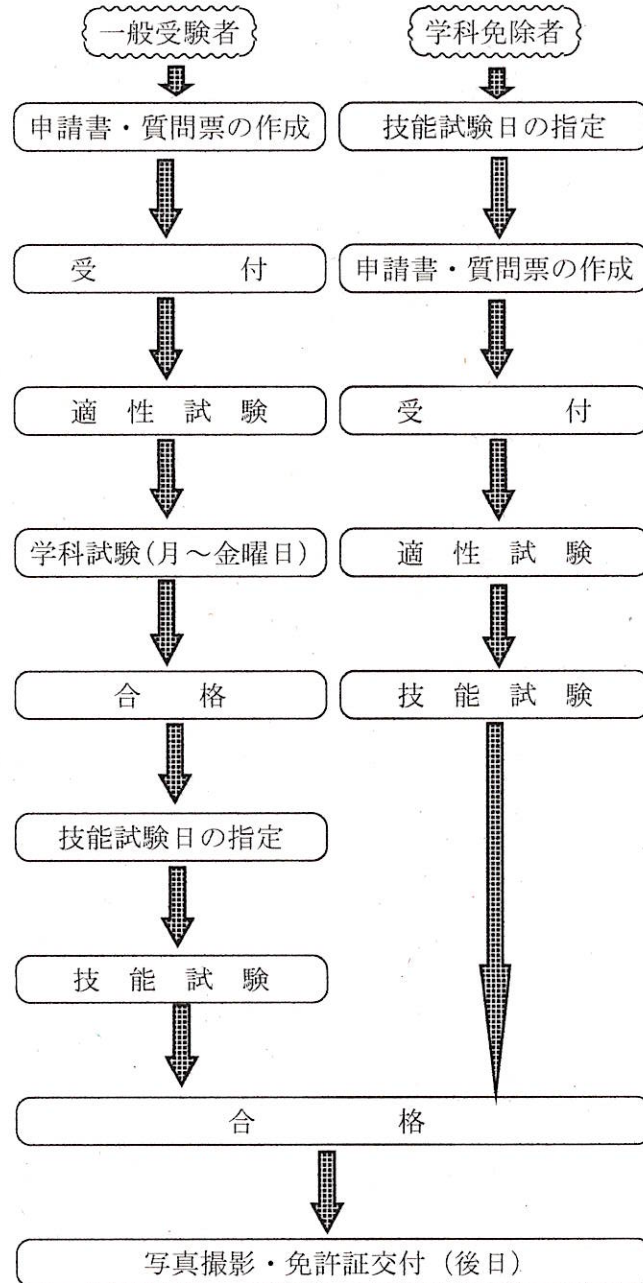 一般受験者
申請書・質問票の作成
受付
適性試験
学科試験(月～金曜日)
合格
技能試験日の指定
技能試験
学科免除者
技能試験日の指定
申請書・質問票の作成
受付
適性試験
技能試験
合格
写真撮影・免許証交付(後日)